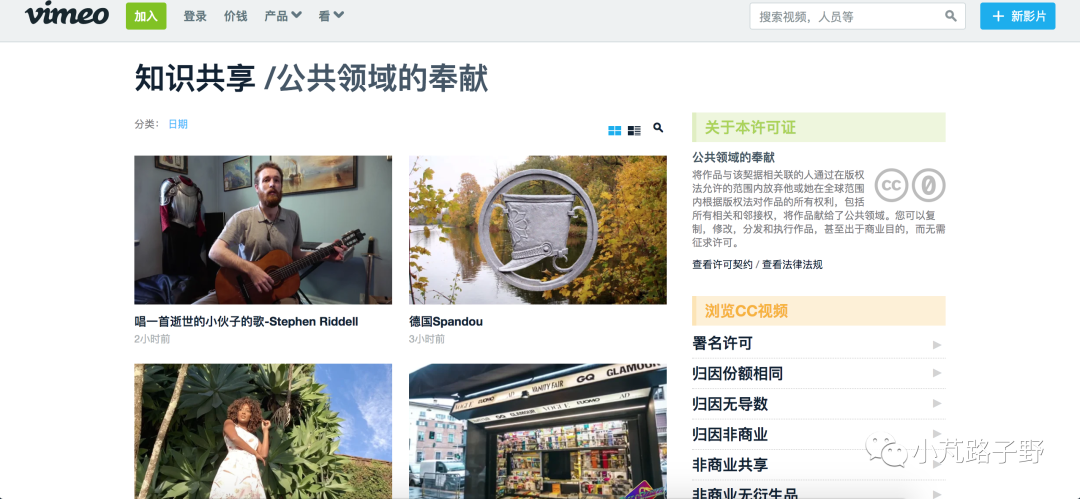 vimeo 加入 登录 价钱 产品 看 搜索视频，人员等 + 新影片
知识共享 /公共领域的奉献
分类： 日期
唱一首逝世的小伙子的歌-Stephen Riddell
2小时前
德国Spandou
3小时前
VOGUE GLAMOUR VOGUE VANITY FAIR GQ GLAMOUR
VOGUE CUOMO AD
关于本许可证
公共领域的奉献
将作品与该契据相关联的人通过在版权
法允许的范围内放弃他或她在全球范围
内根据版权法对作品的所有权利，包括
所有相关和邻接权，将作品献给了公共领域。您可以复
制，修改，分发和执行作品，甚至出于商业目的，而无需
征求许可。
cc 0
查看许可契约 / 查看法律法规
浏览CC视频
署名许可
归因份额相同
归因无导数
归因非商业
非商业共享
非商业无衍生品
小芃路子野